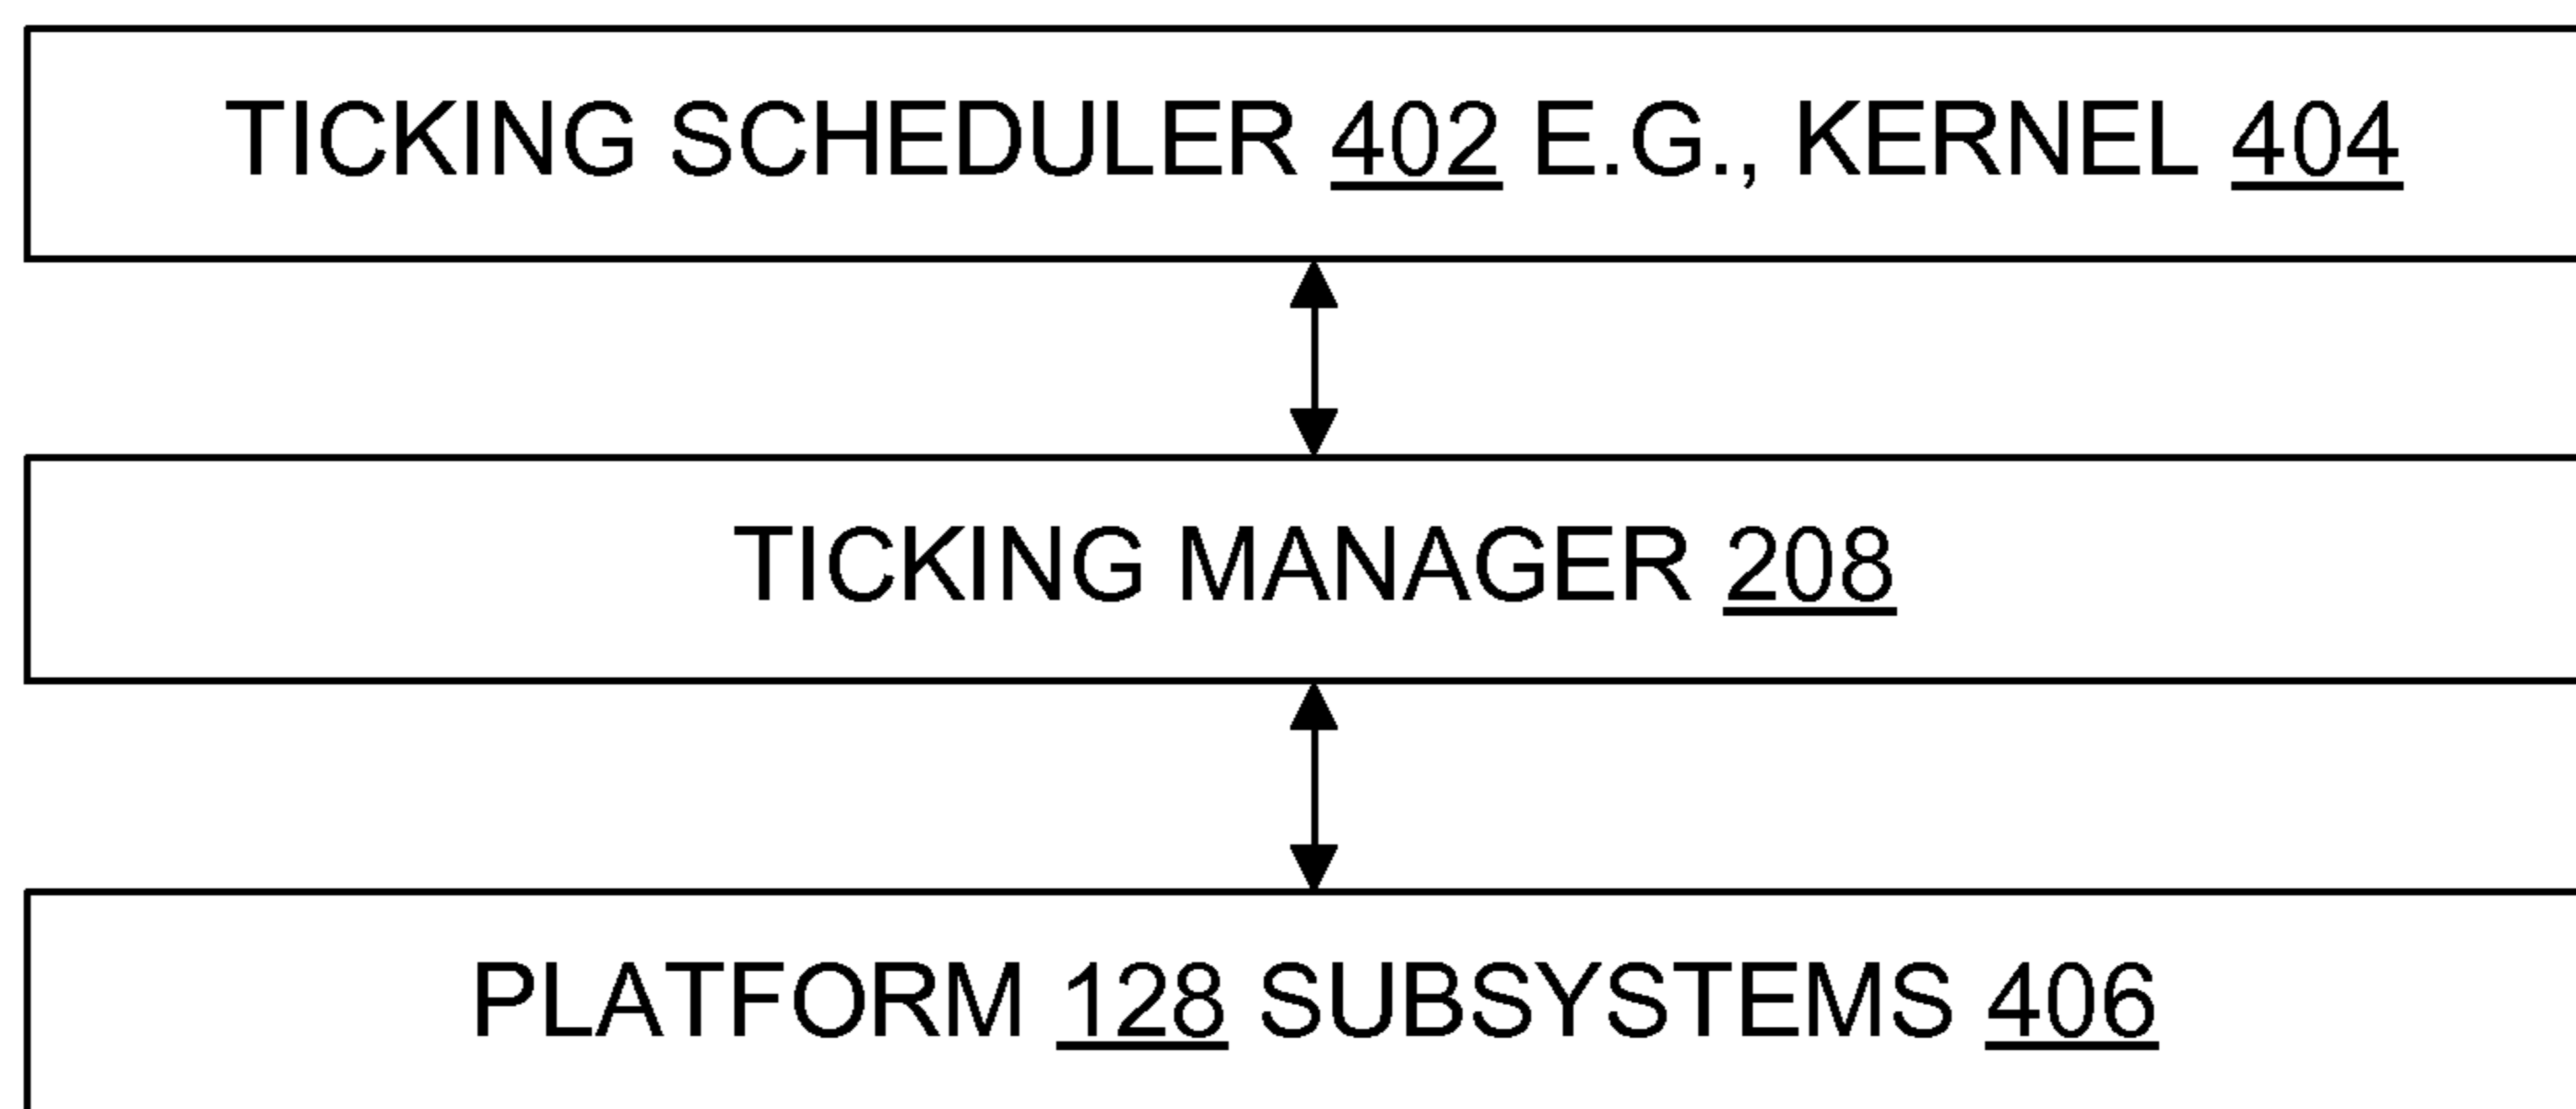 TICKING SCHEDULER 402 E.G., KERNEL 404
TICKING MANAGER 208
PLATFORM 128 SUBSYSTEMS 406